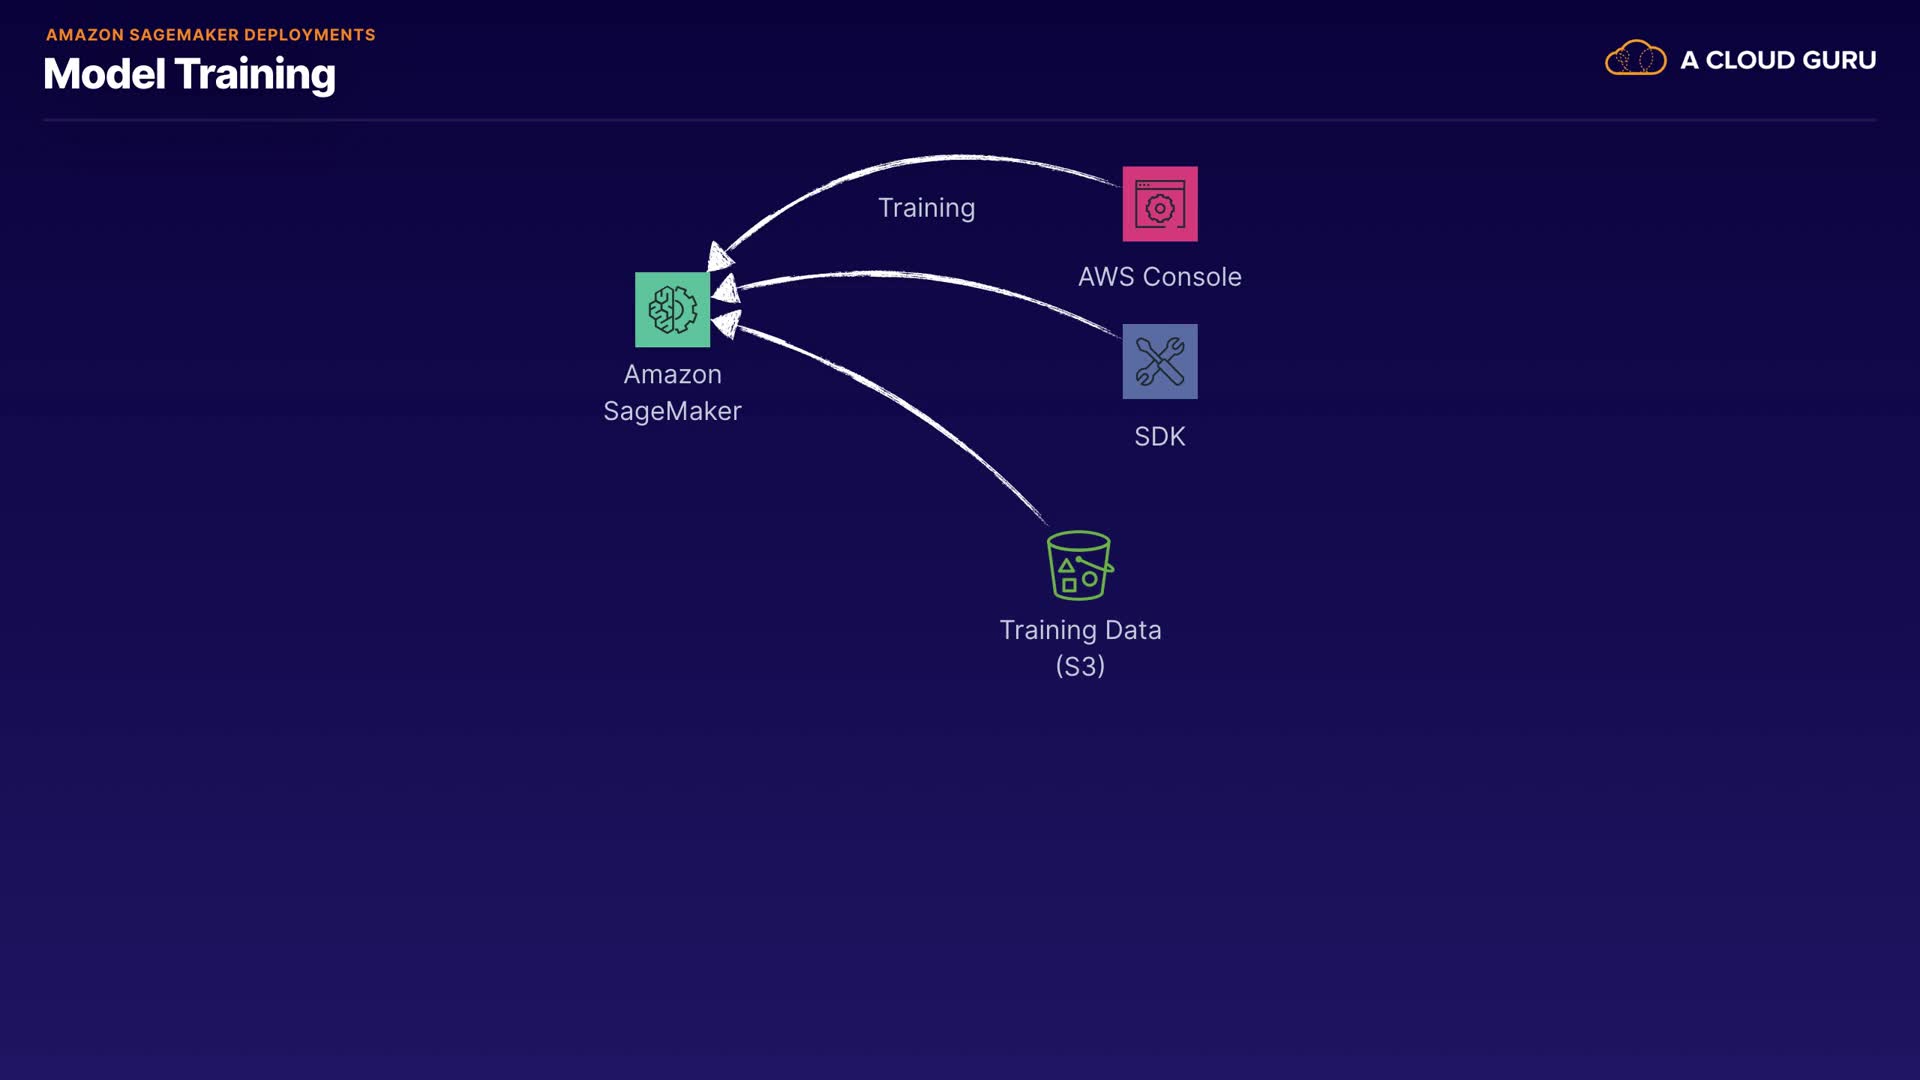 AMAZON SAGEMAKER DEPLOYMENTS
Model Training
A CLOUD GURU
Training
AWS Console
Amazon
SageMaker
SDK
Training Data
(S3)